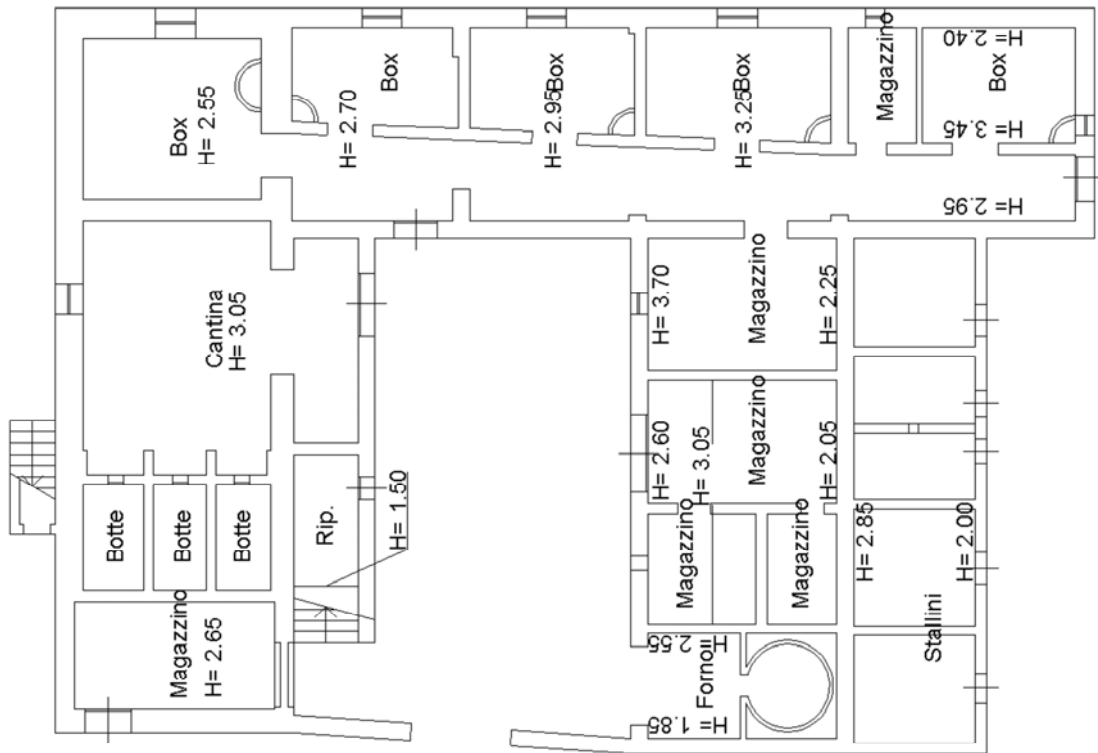 Box
H= 2.55
Box
H= 2.70
Box
H= 2.95
Box
H= 3.25
Magazzino
H= 2.40
Box
H= 3.45
H= 2.95
Cantina
H= 3.05
H= 3.70
Magazzino
H= 2.25
H= 2.60
H= 3.05
Magazzino
H= 2.05
Botte
Botte
Botte
Rip.
H= 1.50
Magazzino
Magazzino
H= 2.85
H= 2.00
Stallini
Magazzino
H= 2.65
H= 2.55
Forno
H= 1.85